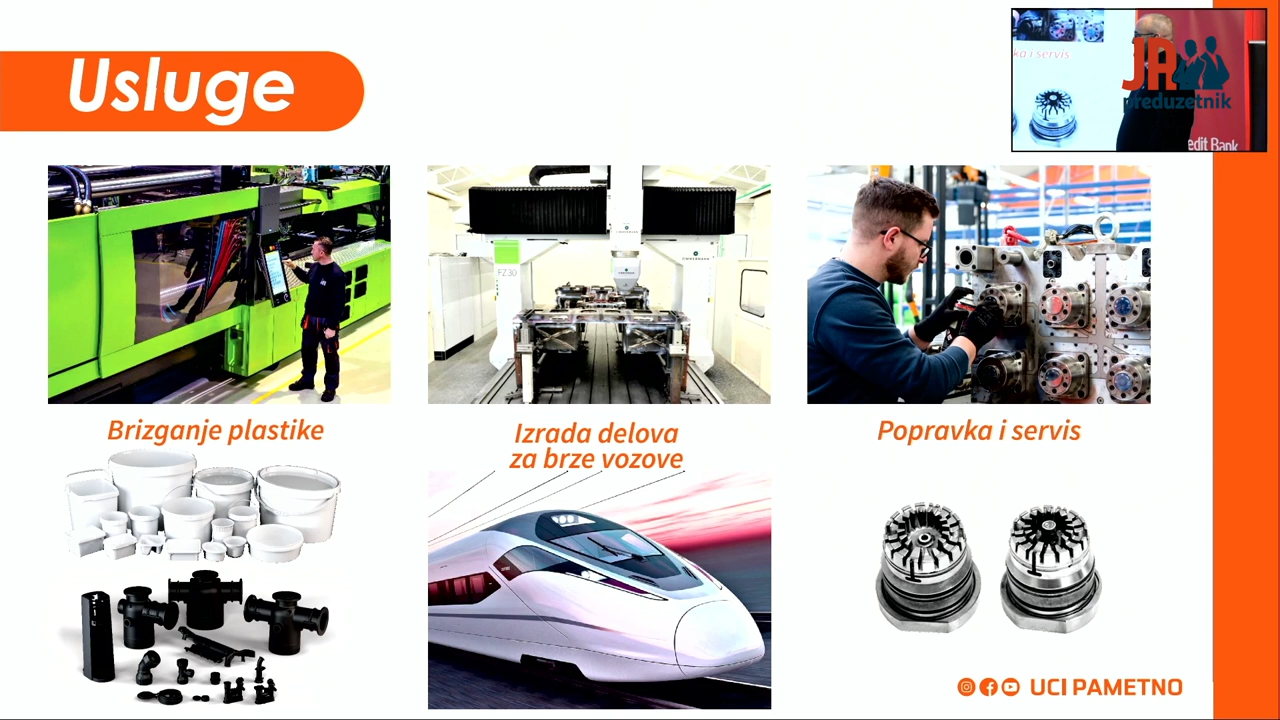 Usluge
ka i servis
JA
preduzetnik
edit Bank
FZ30
ZIMMERMANN
Brizganje plastike
Izrada delova
za brze vozove
Popravka i servis
UCI PAMETNO